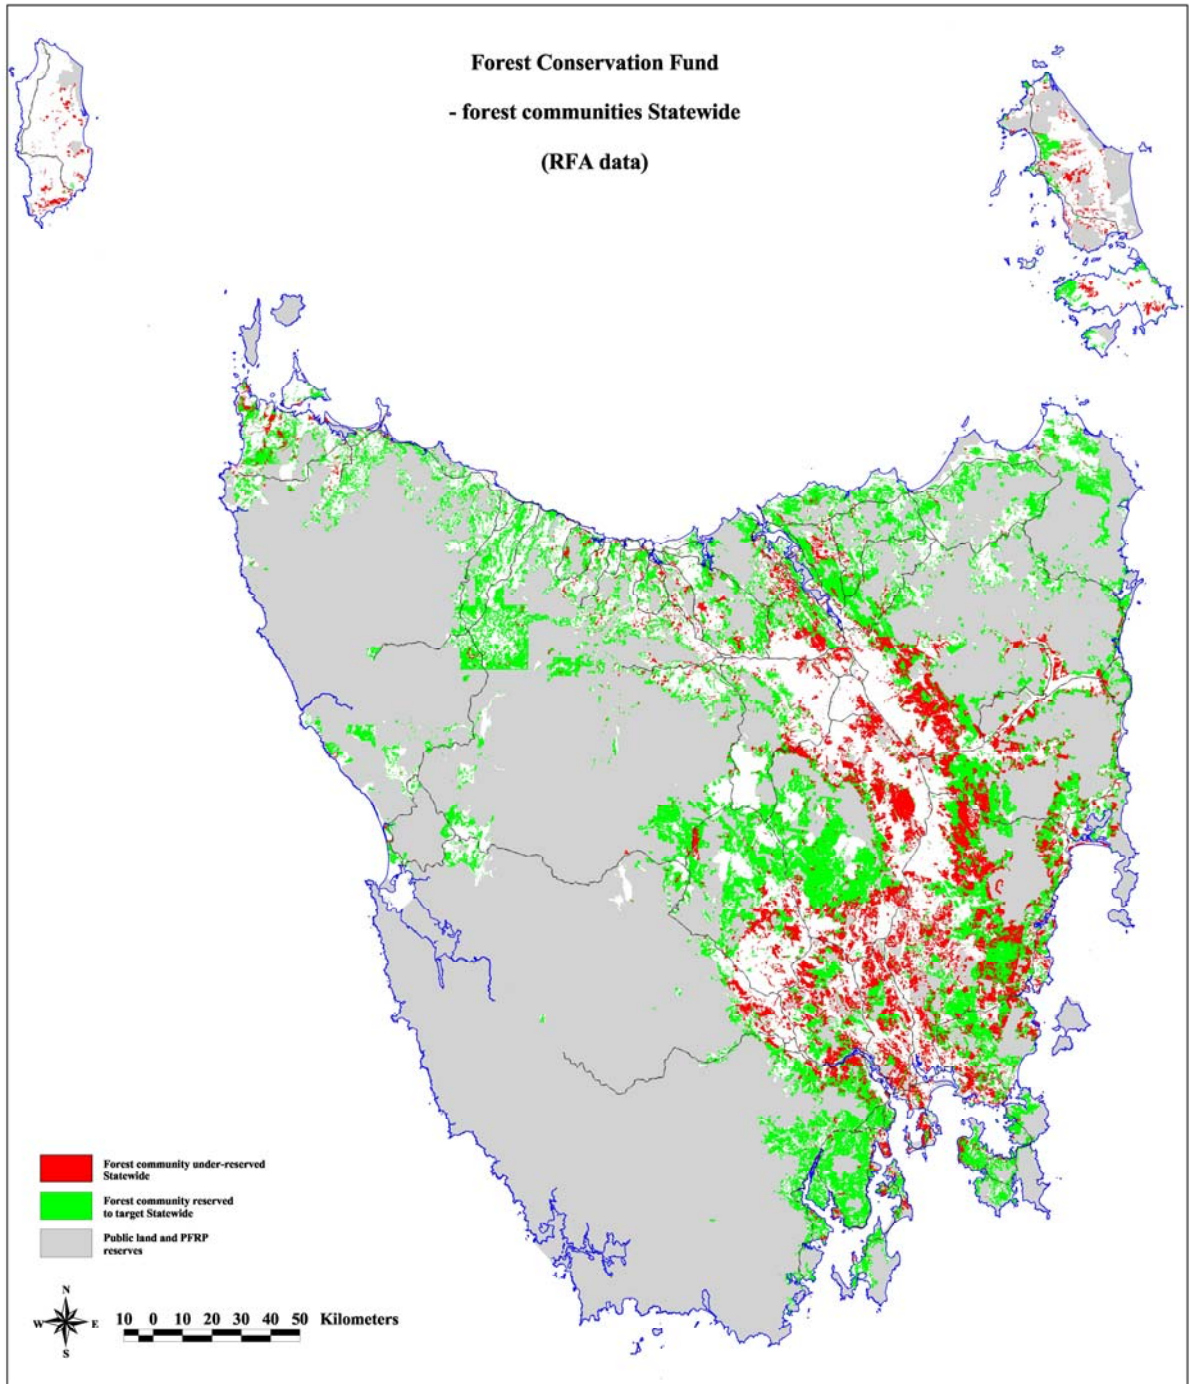 Forest Conservation Fund
- forest communities Statewide
(RFA data)
Forest community under-reserved
Statewide
Forest community reserved
to target Statewide
Public land and PFRP
reserves
N
W E
S
10 0 10 20 30 40 50 Kilometers